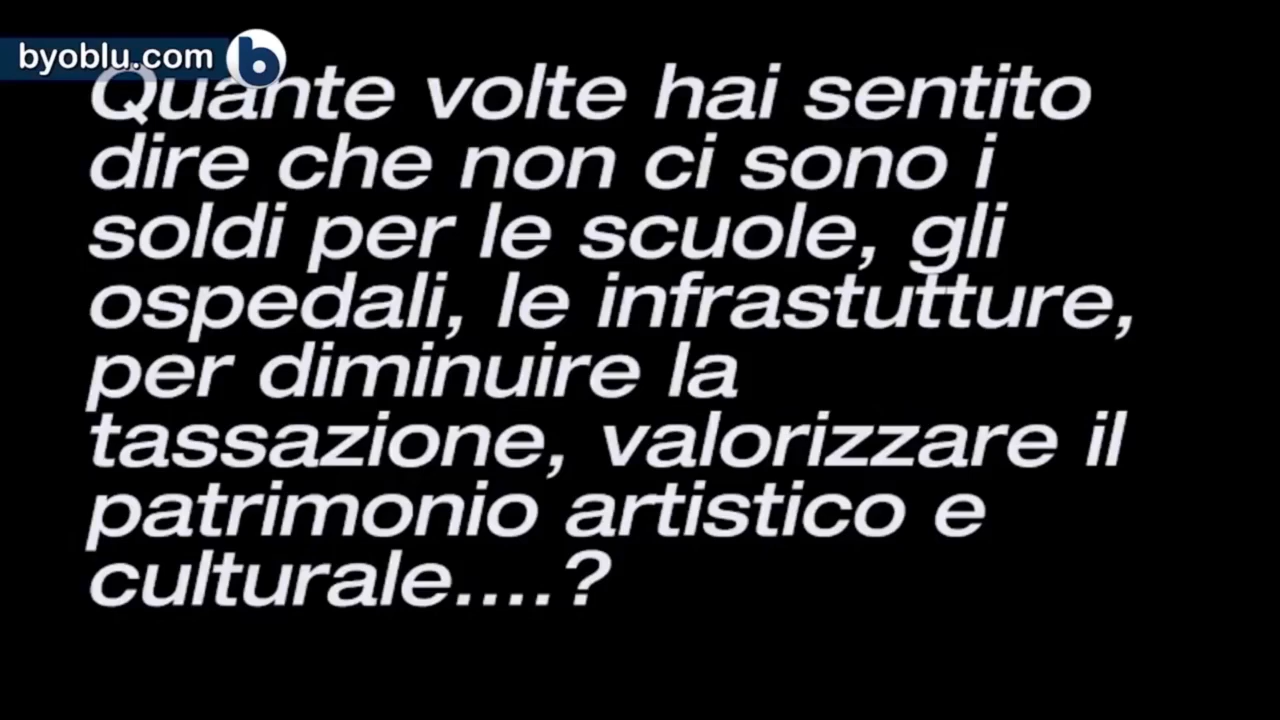 byoblu.com b
Quante volte hai sentito
dire che non ci sono i
soldi per le scuole, gli
ospedali, le infrastutture,
per diminuire la
tassazione, valorizzare il
patrimonio artistico e
culturale....?